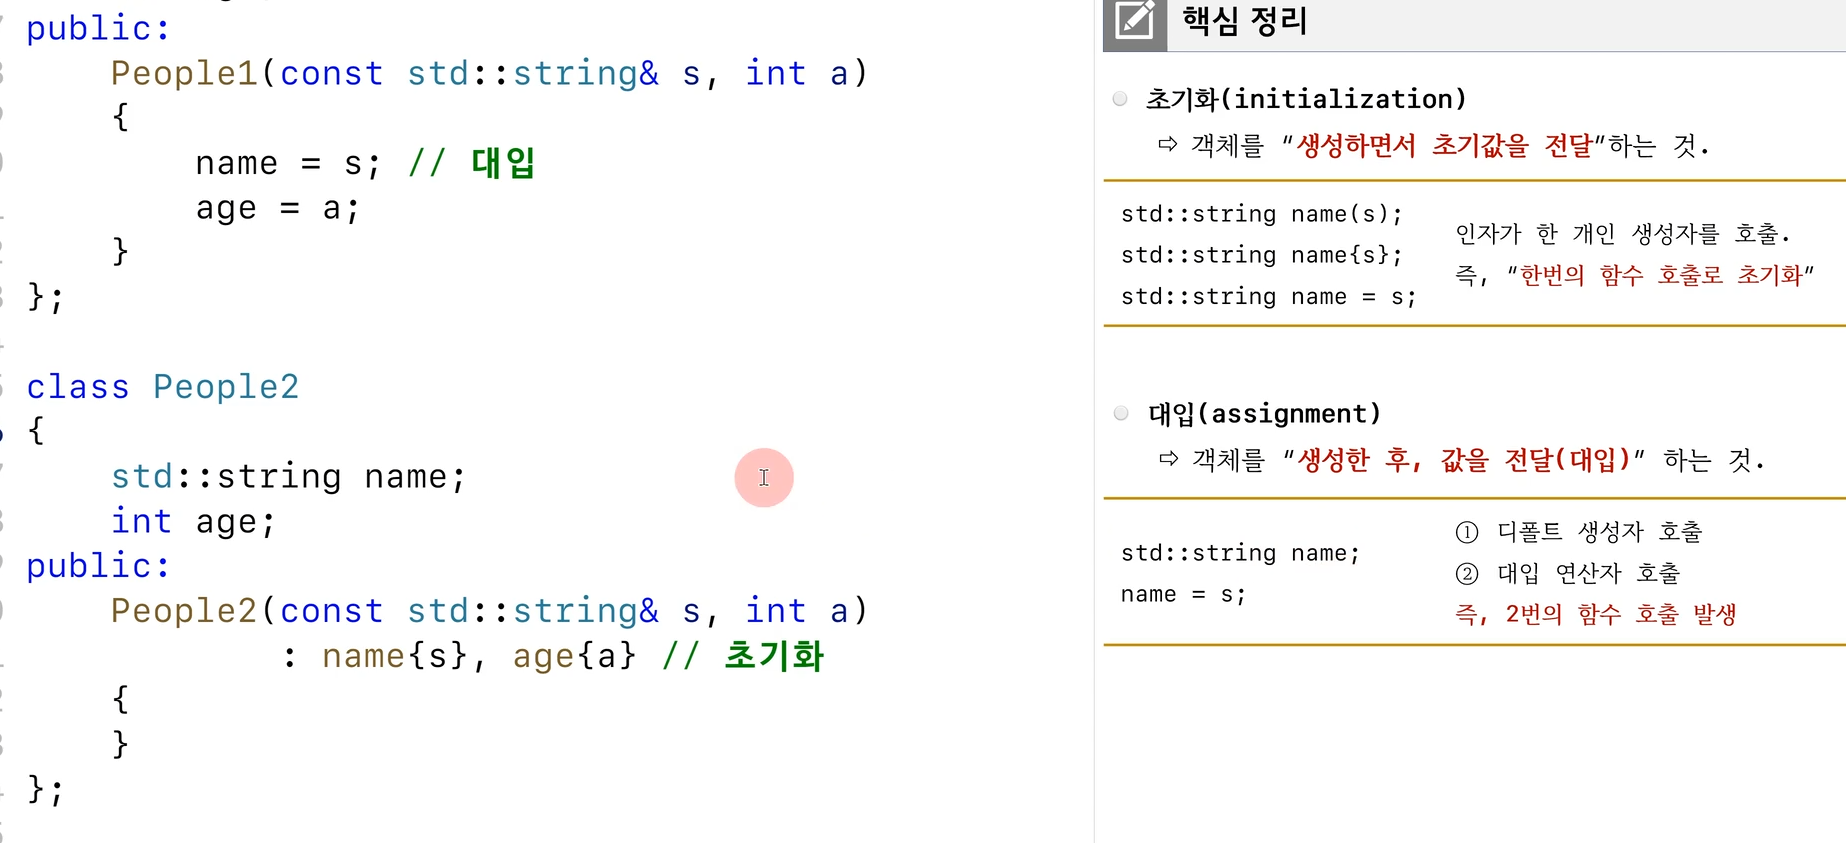 public:
People1(const std::string& s, int a)
{
name = s; // 대입
age = a;
}
};
class People2
{
std::string name;
int age;
public:
People2(const std::string& s, int a)
: name{s}, age{a} // 초기화
{
}
};
핵심 정리
초기화(initialization)
⇨ 객체를 “생성하면서 초기값을 전달”하는 것.
std::string name(s);
std::string name{s};
std::string name = s;
인자가 한 개인 생성자를 호출.
즉, “한번의 함수 호출로 초기화”
대입(assignment)
⇨ 객체를 “생성한 후, 값을 전달(대입)” 하는 것.
std::string name;
name = s;
① 디폴트 생성자 호출
② 대입 연산자 호출
즉, 2번의 함수 호출 발생